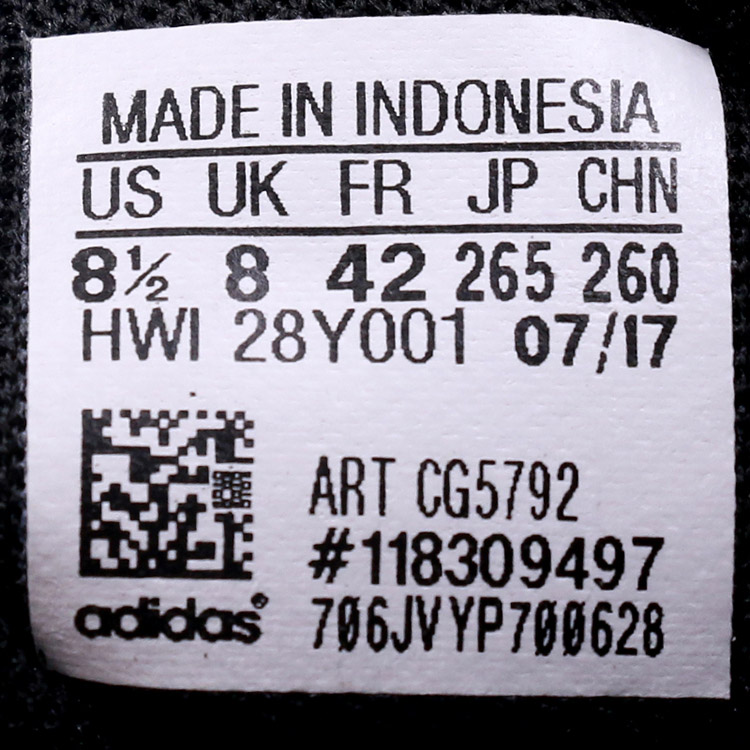 MADE IN INDONESIA
US UK FR JP CHN
8½ 8 42 265 260
HWI 28Y001 07/17
ART CG5792
#118309497
adidas® 706JVYP700628